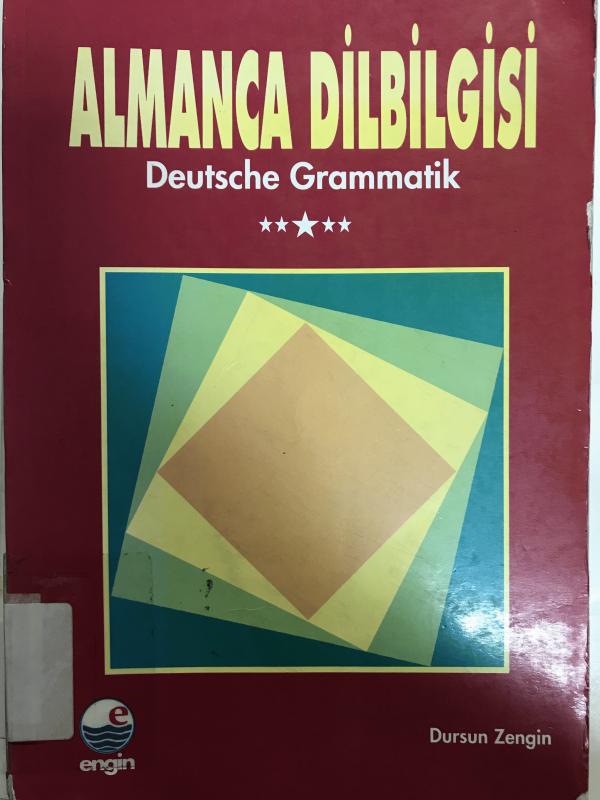 ALMANCA DİLBİLGİSİ
Deutsche Grammatik
Dursun Zengin
e
engin